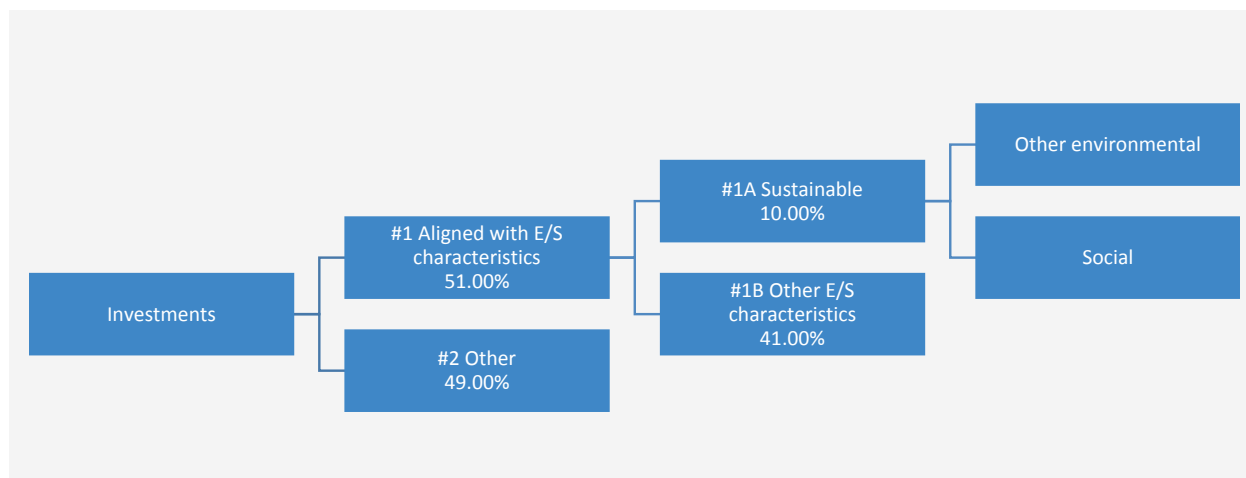 Investments
#1 Aligned with E/S
characteristics
51.00%
#2 Other
49.00%
#1A Sustainable
10.00%
#1B Other E/S
characteristics
41.00%
Other environmental
Social